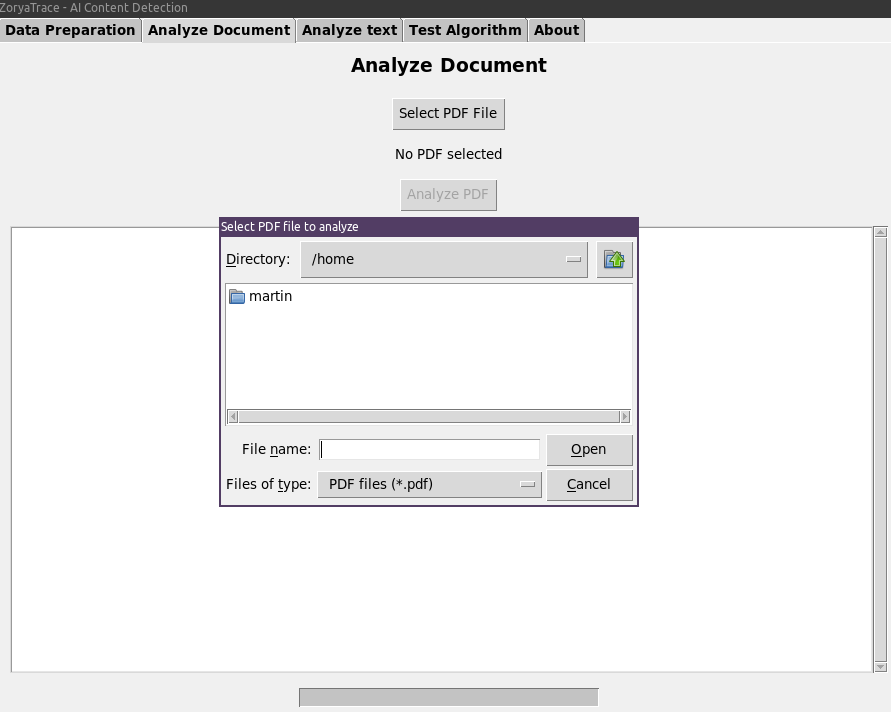 ZoryaTrace - AI Content Detection
Data Preparation Analyze Document Analyze text Test Algorithm About
Analyze Document
Select PDF File
No PDF selected
Analyze PDF
Select PDF file to analyze
Directory: /home
martin
File name: Open
Files of type: PDF files (*.pdf) Cancel